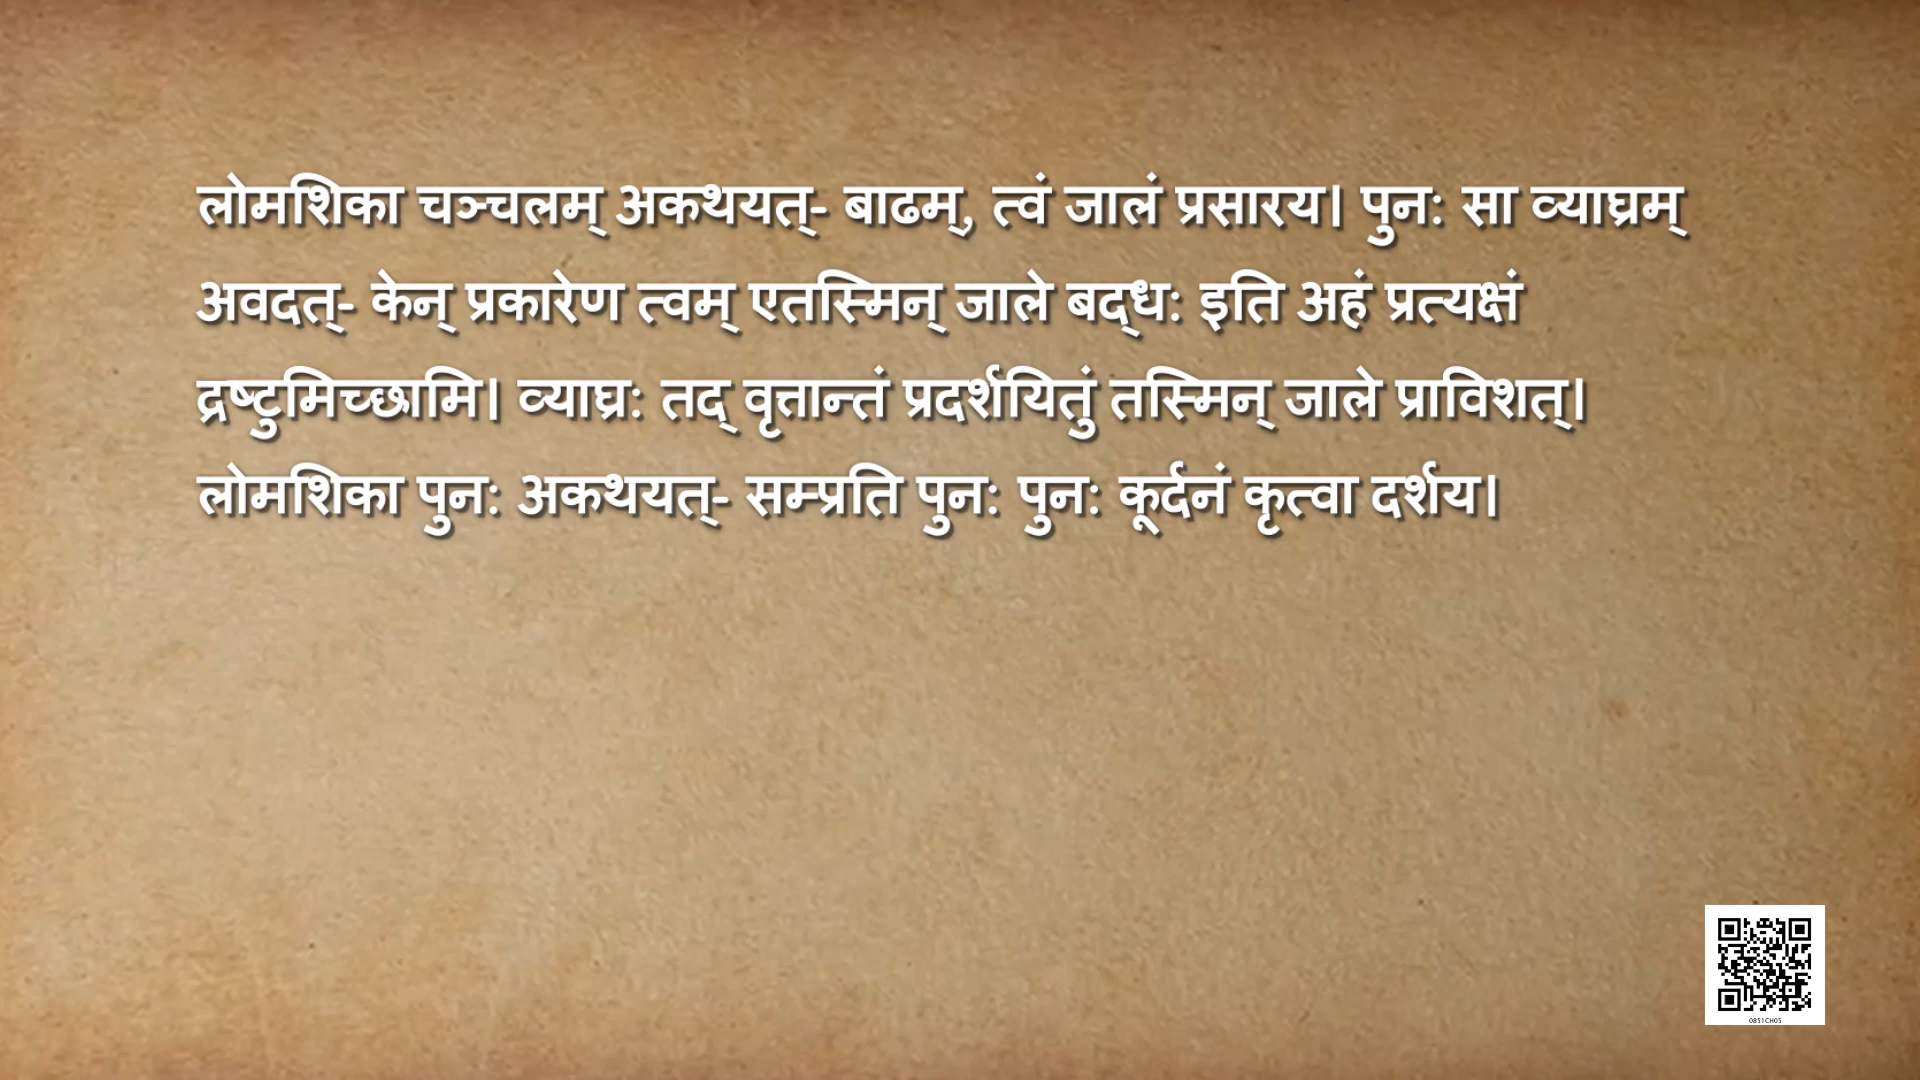 लोमशिका चञ्चलम् अकथयत्- बाढम्, त्वं जालं प्रसारय। पुन: सा व्याघ्रम्
अवदत्- केन् प्रकारेण त्वम् एतस्मिन् जाले बद्ध: इति अहं प्रत्यक्षं
द्रष्टुमिच्छामि। व्याघ्र: तद् वृत्तान्तं प्रदर्शयितुं तस्मिन् जाले प्राविशत्।
लोमशिका पुन: अकथयत्- सम्प्रति पुन: पुन: कूर्दनं कृत्वा दर्शय।
0851CH05